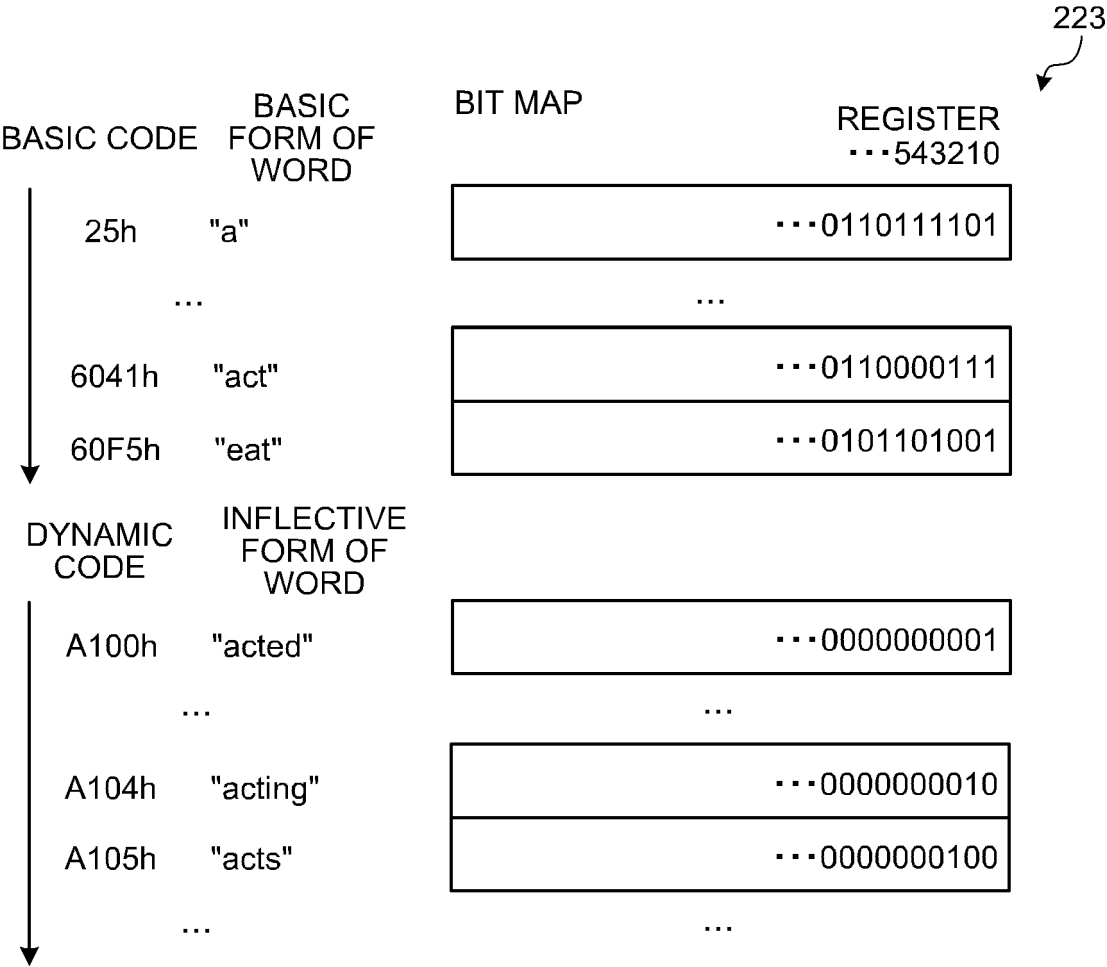 223
BASIC CODE
BASIC
FORM OF
WORD
BIT MAP
REGISTER
···543210
25h "a" ···0110111101
... ...
6041h "act" ···0110000111
60F5h "eat" ···0101101001
DYNAMIC
CODE
INFLECTIVE
FORM OF
WORD
A100h "acted" ···0000000001
... ...
A104h "acting" ···0000000010
A105h "acts" ···0000000100
... ...